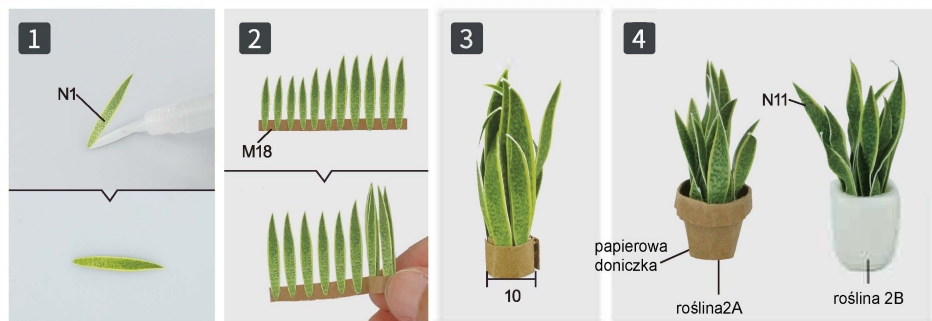 1
N1
2
M18
3
10
4
N11
papierowa
doniczka
roślina2A
roślina 2B